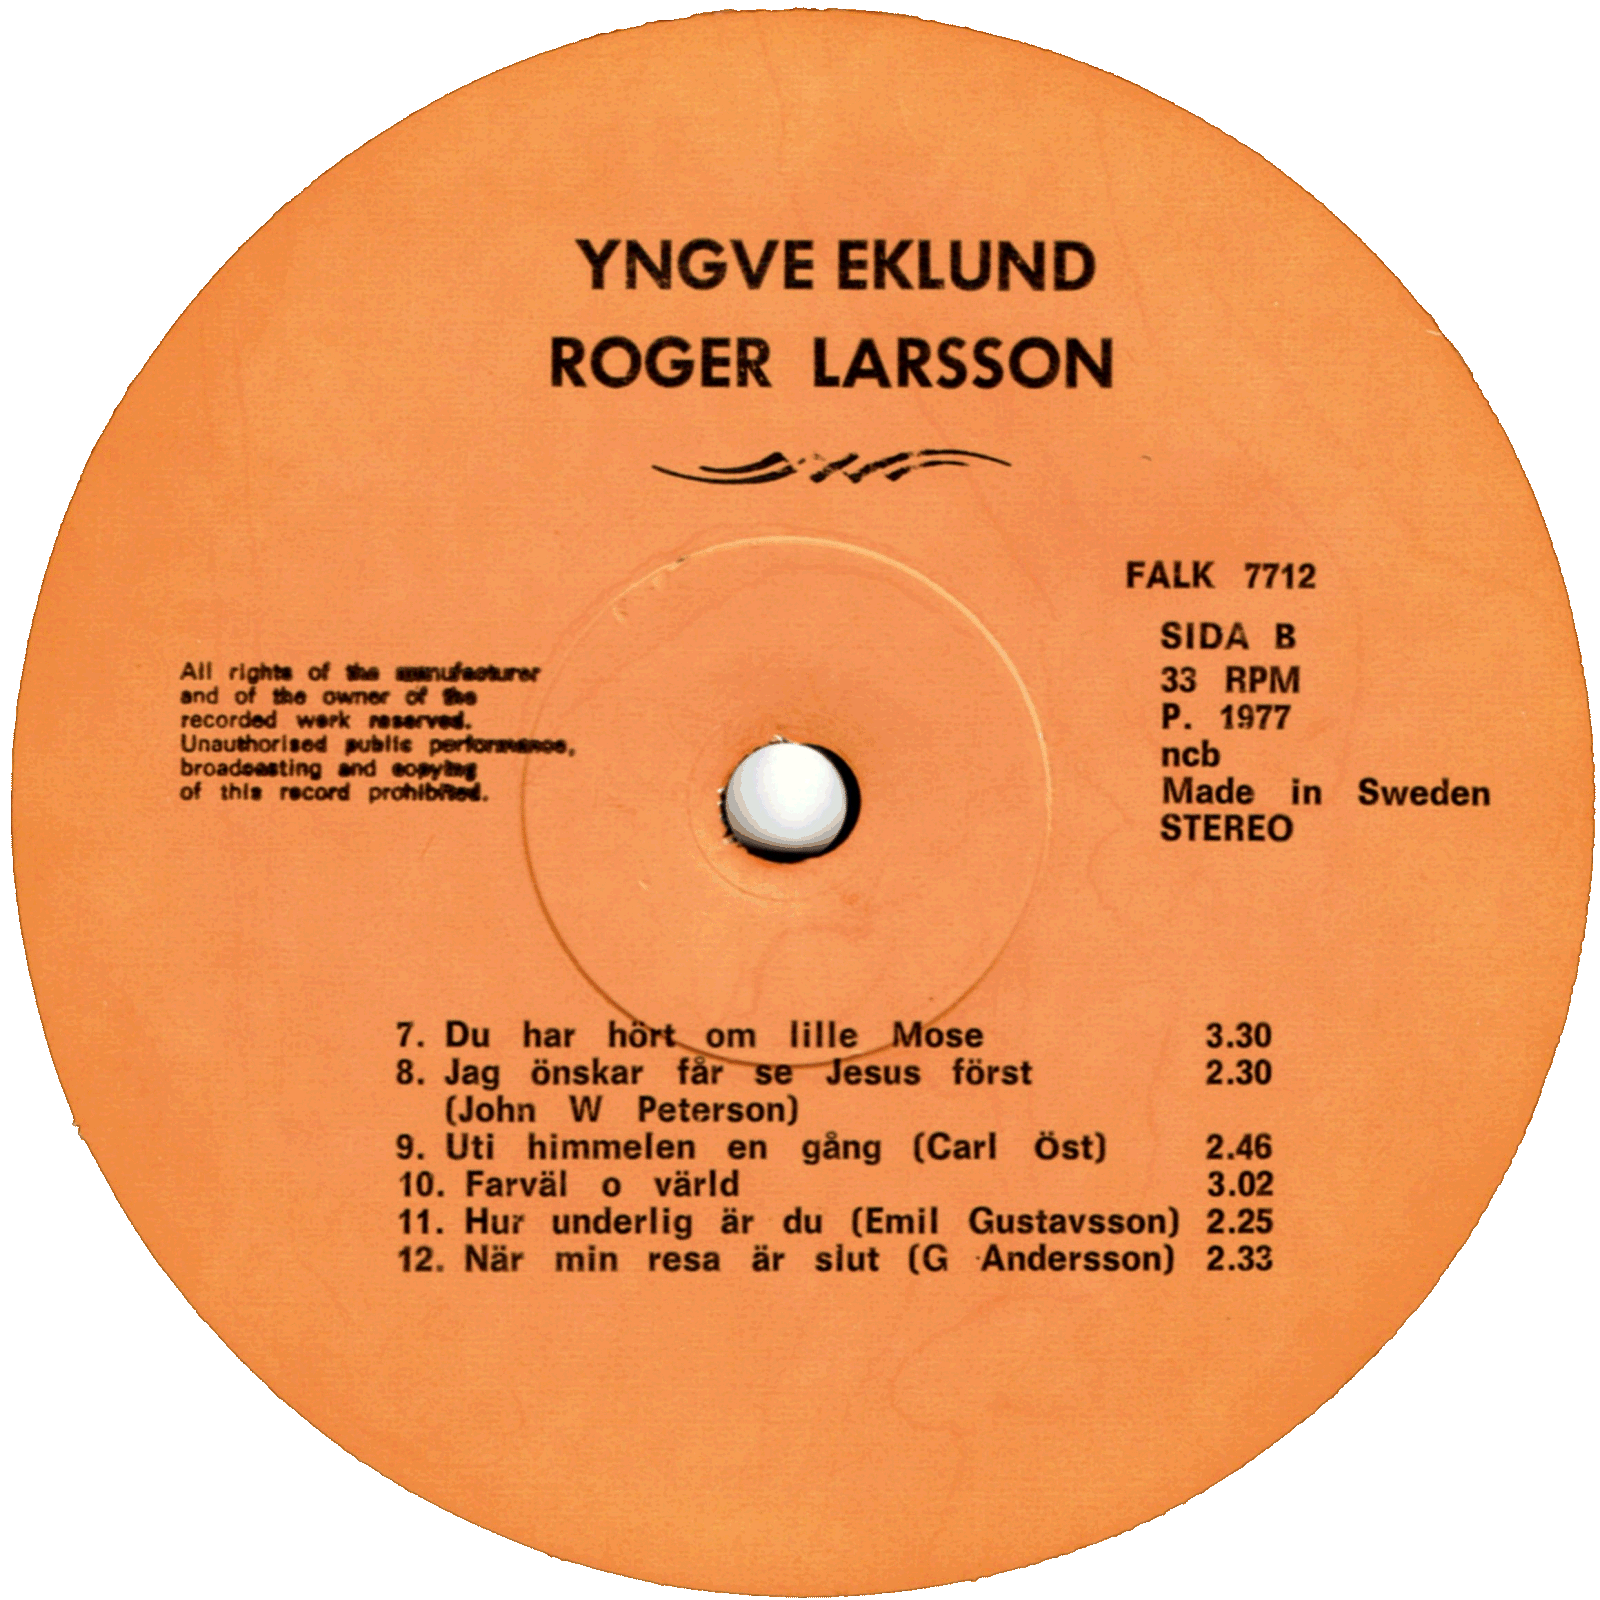 YNGVE EKLUND
ROGER LARSSON
FALK 7712
SIDA B
33 RPM
P. 1977
ncb
Made in Sweden
STEREO
All rights of the manufacturer
and of the owner of the
recorded work reserved.
Unauthorised public performance,
broadcasting and copying
of this record prohibited.
7. Du har hört om lille Mose 3.30
8. Jag önskar får se Jesus först 2.30
(John W Peterson)
9. Uti himmelen en gång (Carl Öst) 2.46
10. Farväl o värld 3.02
11. Hur underlig är du (Emil Gustavsson) 2.25
12. När min resa är slut (G Andersson) 2.33